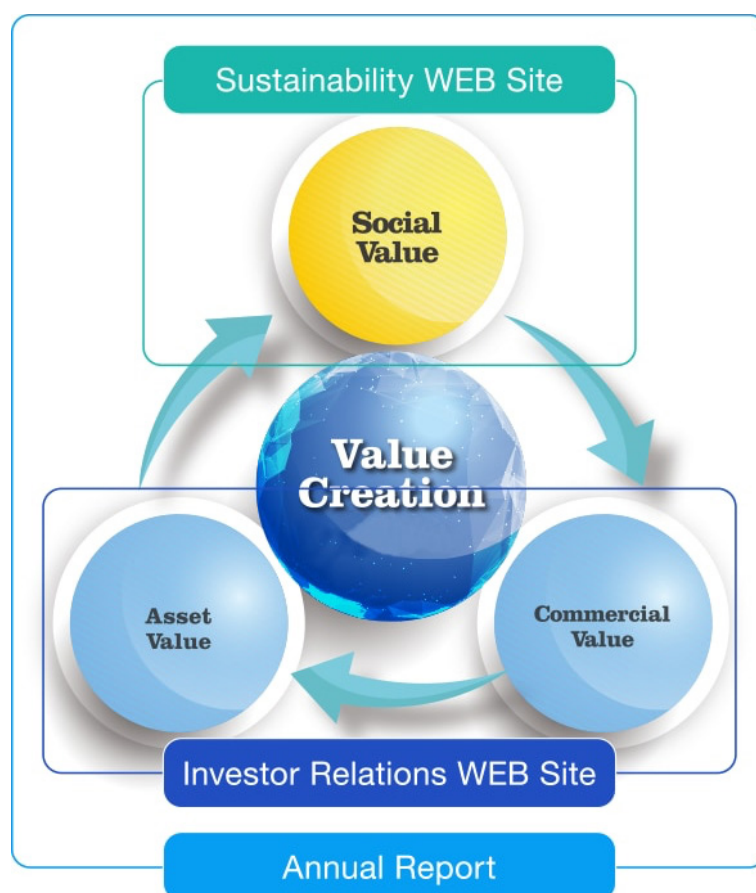 Sustainability WEB Site
Social
Value
Value
Creation
Asset
Value
Commercial
Value
Investor Relations WEB Site
Annual Report